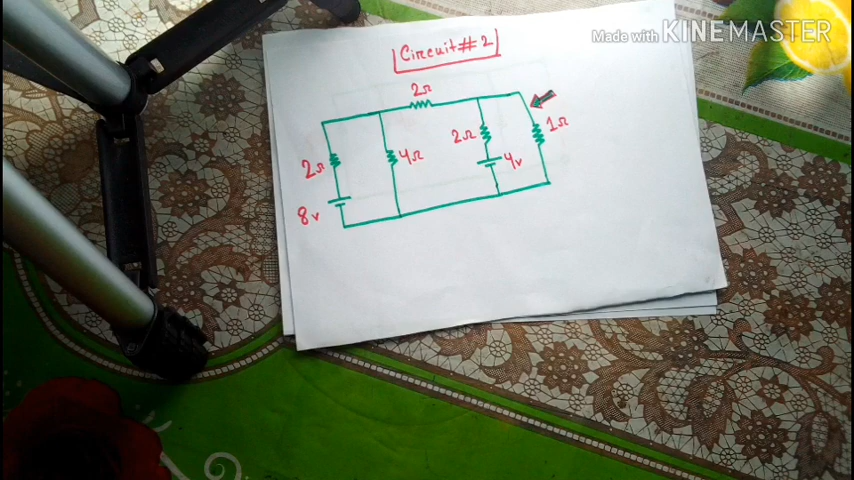 Made with KINEMASTER
Circuit # 2
2Ω
2Ω
4Ω
2Ω
1Ω
4v
8v